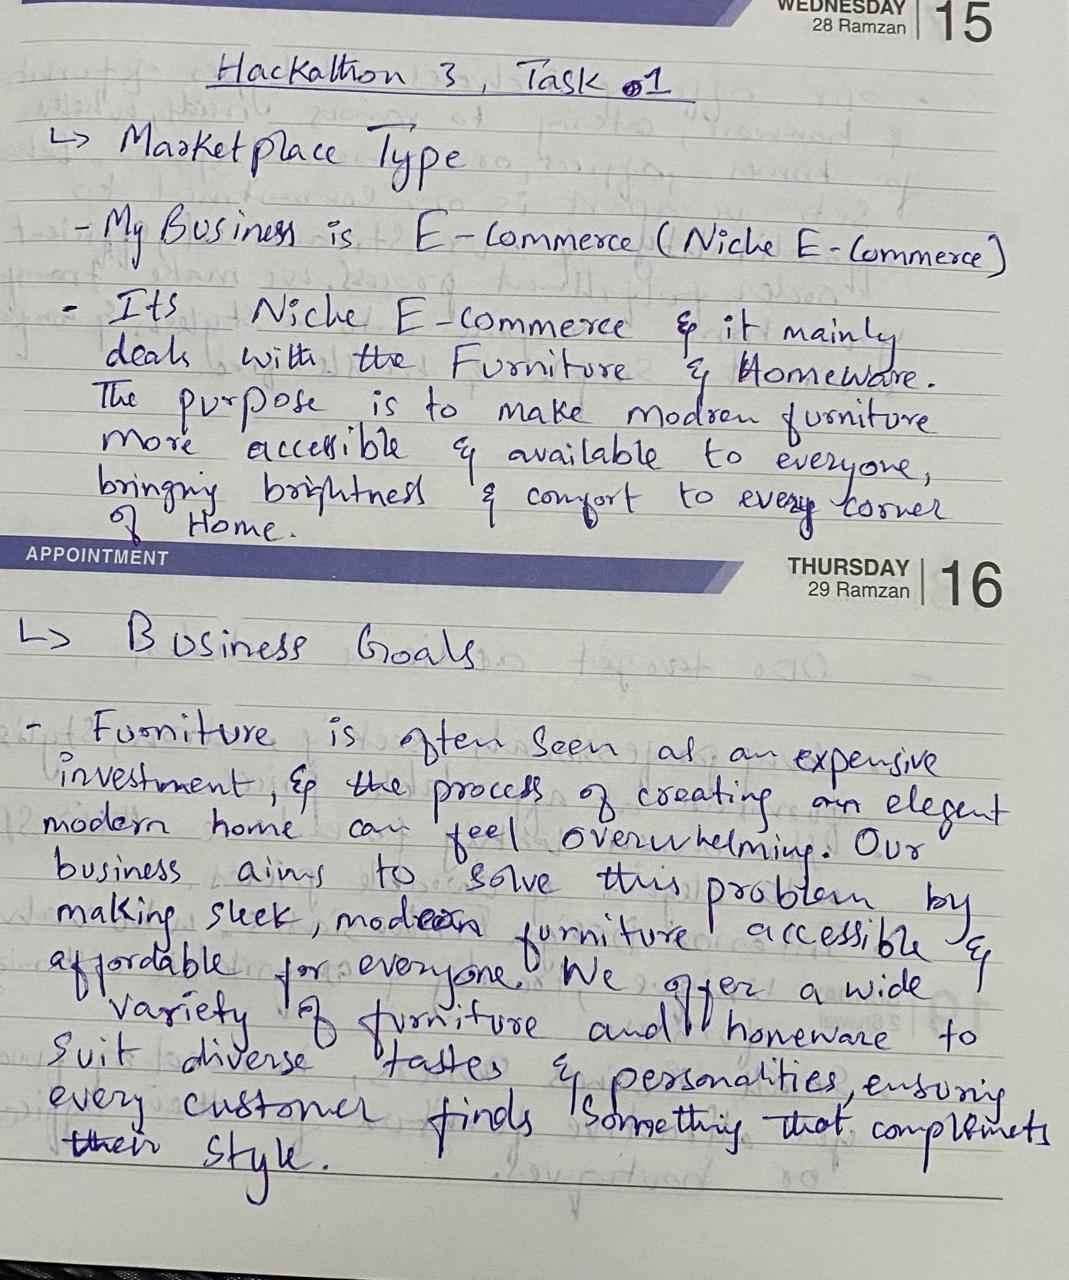 WEDNESDAY
28 Ramzan
15
Hackathon 3, Task 01
↳ Marketplace Type
- My Business is E-Commerce (Niche E-Commerce)
- Its Niche E-commerce & it mainly
deals with the Furniture & Homeware.
The purpose is to make modren furniture
more accessible & available to everyone,
bringing brightness & comfort to every corner
of Home.
APPOINTMENT
THURSDAY
29 Ramzan
16
↳ Business Goals
- Furniture is often seen as an expensive
investment, & the process of creating an elegent
modern home can feel overwhelming. Our
business aims to solve this problem by
making sleek, modern furniture accessible &
affordable for everyone. We offer a wide
variety of furniture and homeware to
suit diverse tastes & personalities, ensuring
every customer finds something that complemets
their style.